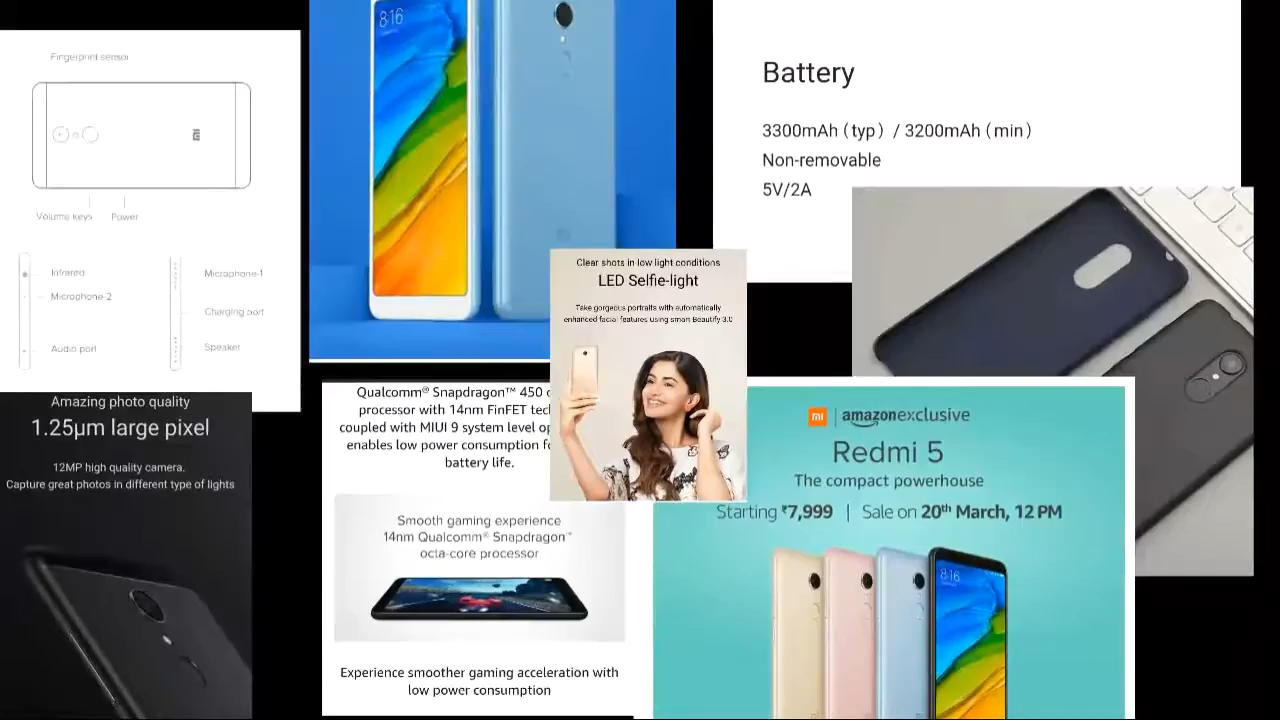 Fingerprint sensor
Volume keys Power
Infrared
Microphone-2
Audio port
Microphone-1
Charging port
Speaker
8:16
Battery
3300mAh (typ) / 3200mAh (min)
Non-removable
5V/2A
Clear shots in low light conditions
LED Selfie-light
Take gorgeous portraits with automatically
enhanced facial features using smart Beautify 3.0
Amazing photo quality
1.25μm large pixel
12MP high quality camera.
Capture great photos in different type of lights
Qualcomm® Snapdragon™ 450
processor with 14nm FinFET
coupled with MIUI 9 system level
enables low power consumption
battery life.
Smooth gaming experience
14nm Qualcomm® Snapdragon™
octa-core processor
Experience smoother gaming acceleration with
low power consumption
mi | amazonexclusive
Redmi 5
The compact powerhouse
Starting ₹7,999 | Sale on 20th March, 12 PM
8:16